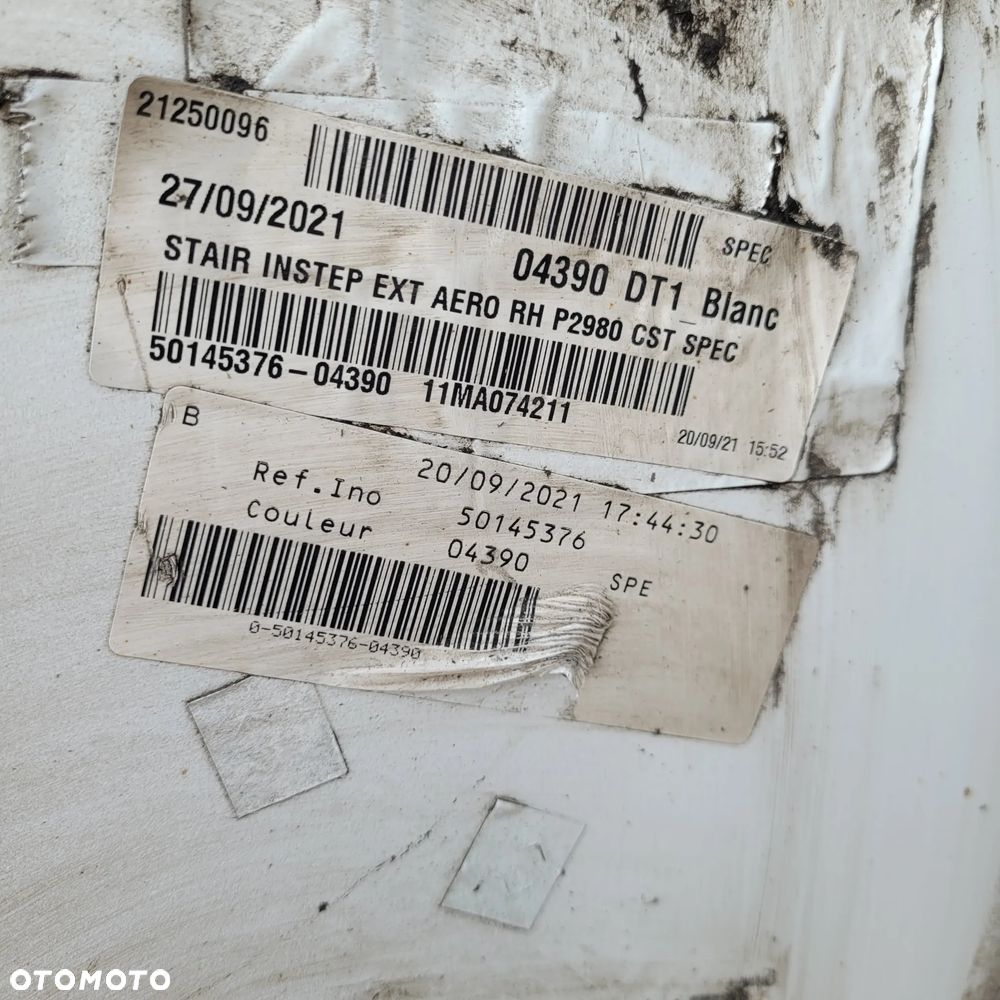 21250096
SPEC
27/09/2021
04390 DT1_Blanc
STAIR INSTEP EXT AERO RH P2980 CST SPEC
50145376-04390 11MA074211
20/09/21 15:52
B
20/09/2021 17:44:30
Ref.Ino 50145376
Couleur 04390
SPE
0-50145376-04390
OTOMOTO